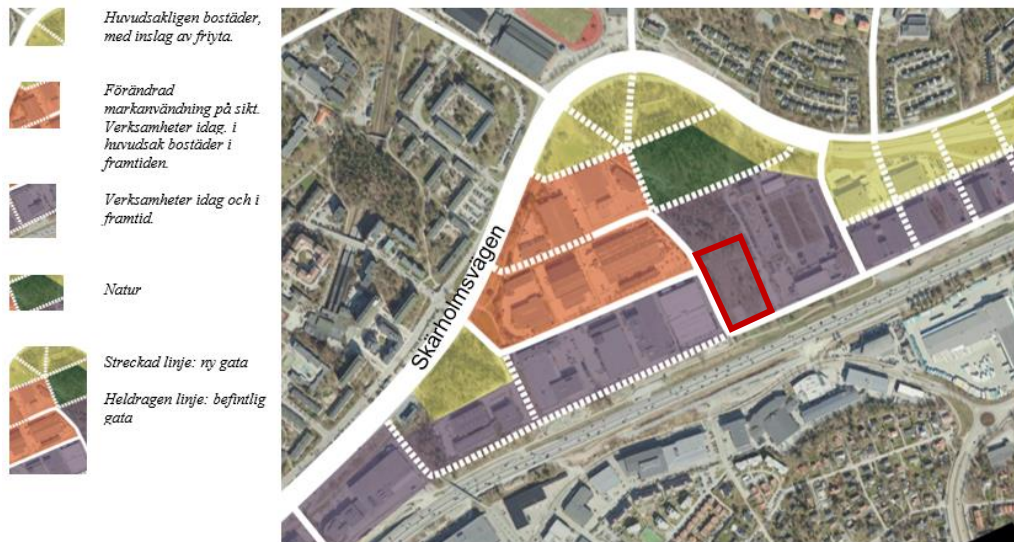 Huvudsakligen bostäder,
med inslag av friyta.
Förändrad
markanvändning på sikt.
Verksamheter idag. i
huvudsak bostäder i
framtiden.
Verksamheter idag och i
framtid.
Natur
Streckad linje: ny gata
Heldragen linje: befintlig
gata
Skärholmsvägen